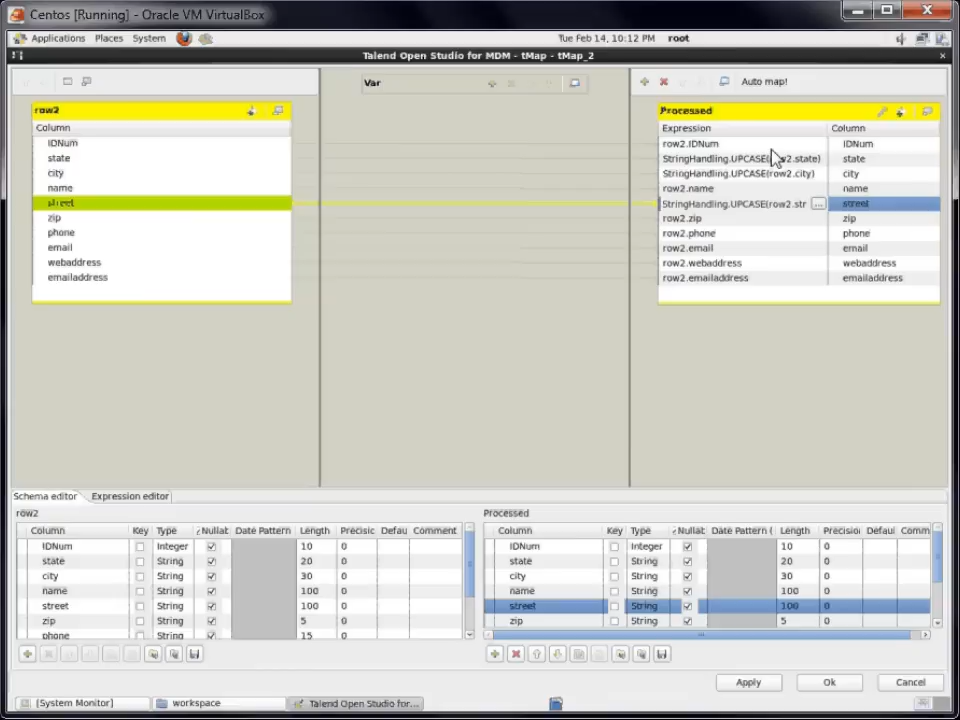 Centos [Running] - Oracle VM VirtualBox
Applications Places System Tue Feb 14, 10:12 PM root
Talend Open Studio for MDM - tMap - tMap_2
Var Auto map!
row2 Processed
Column Expression Column
IDNum row2.IDNum IDNum
state StringHandling.UPCASE(row2.state) state
city StringHandling.UPCASE(row2.city) city
name row2.name name
street StringHandling.UPCASE(row2.str ... street
zip row2.zip zip
phone row2.phone phone
email row2.email email
webaddress row2.webaddress webaddress
emailaddress row2.emailaddress emailaddress
Schema editor Expression editor
row2 Processed
Column Key Type Nullab Date Pattern Length Precisic Defau Comment Column Key Type Nullab Date Pattern ( Length Precision Defaul Comm
IDNum Integer 10 0 IDNum Integer 10 0
state String 20 0 state String 20 0
city String 30 0 city String 30 0
name String 100 0 name String 100 0
street String 100 0 street String 100 0
zip String 5 0 zip String 5 0
phone String 15 0
Apply Ok Cancel
[System Monitor] workspace Talend Open Studio for...